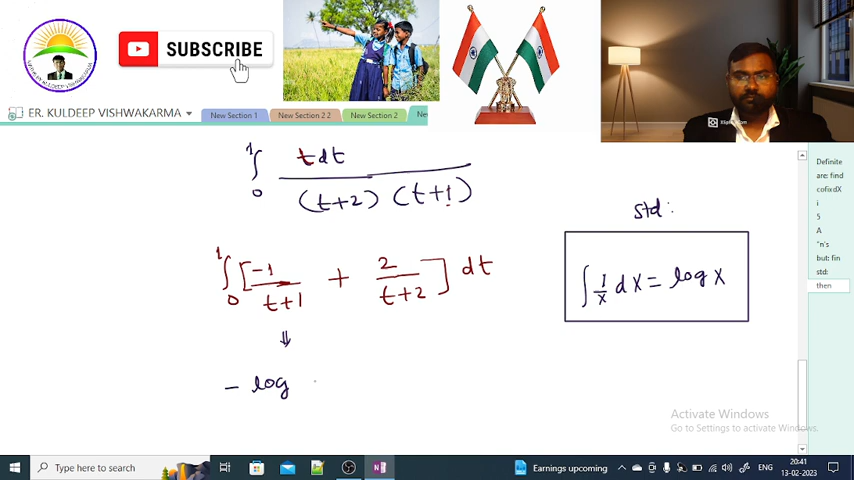 SUBSCRIBE
ER. KULDEEP VISHWAKARMA
New Section 1
New Section 2 2
New Section 2
Ne
1
∫ tdt
0 (t+2) (t+1)
std:
1
∫ [ -1/t+1 + 2/t+2 ] dt
0
∫ 1/x dx = log x
⇓
- log
Definite
are: find
cofixdX
i
5
A
"n's
but: fin
std:
then
Activate Windows
Go to Settings to activate Windows.
Type here to search
Earnings upcoming
ENG
20:41
13-02-2023